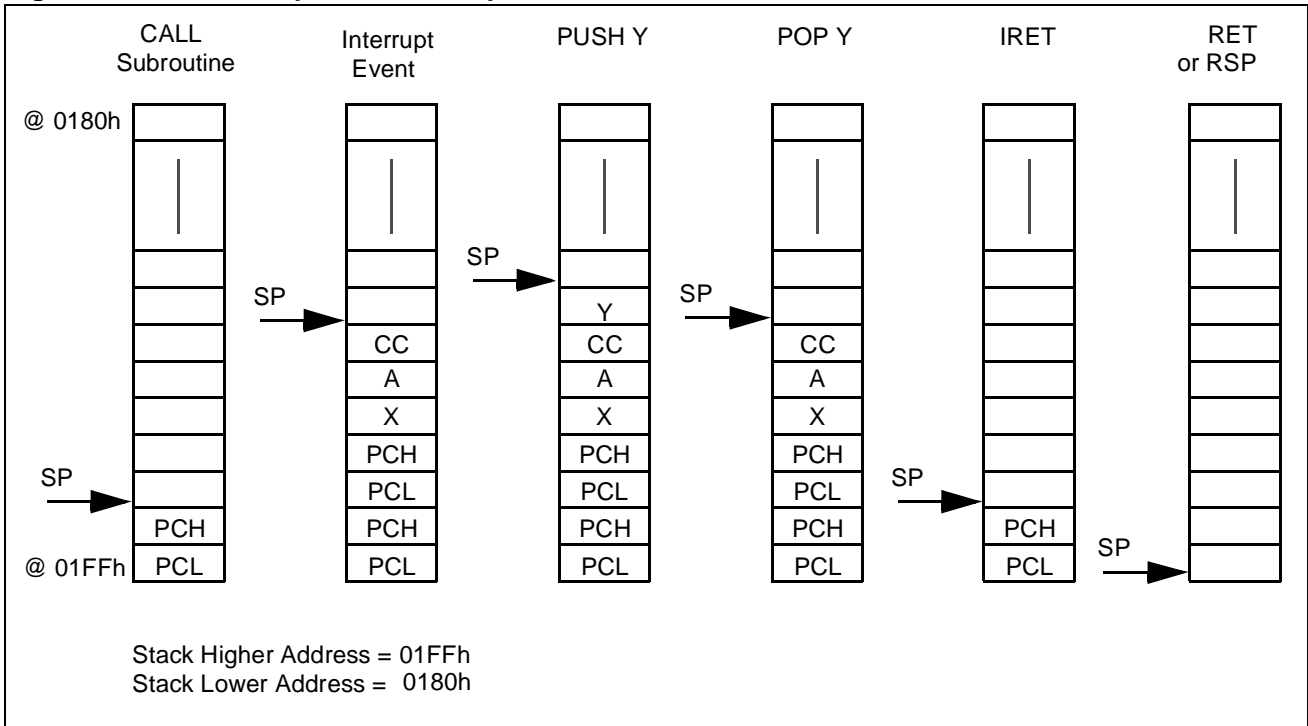 CALL
Subroutine
Interrupt
Event
PUSH Y
POP Y
IRET
RET
or RSP
@ 0180h
SP
PCH
@ 01FFh
PCL
SP
CC
A
X
PCH
PCL
PCH
PCL
SP
Y
CC
A
X
PCH
PCL
PCH
PCL
SP
CC
A
X
PCH
PCL
PCH
PCL
SP
PCH
PCL
SP
Stack Higher Address = 01FFh
Stack Lower Address = 0180h